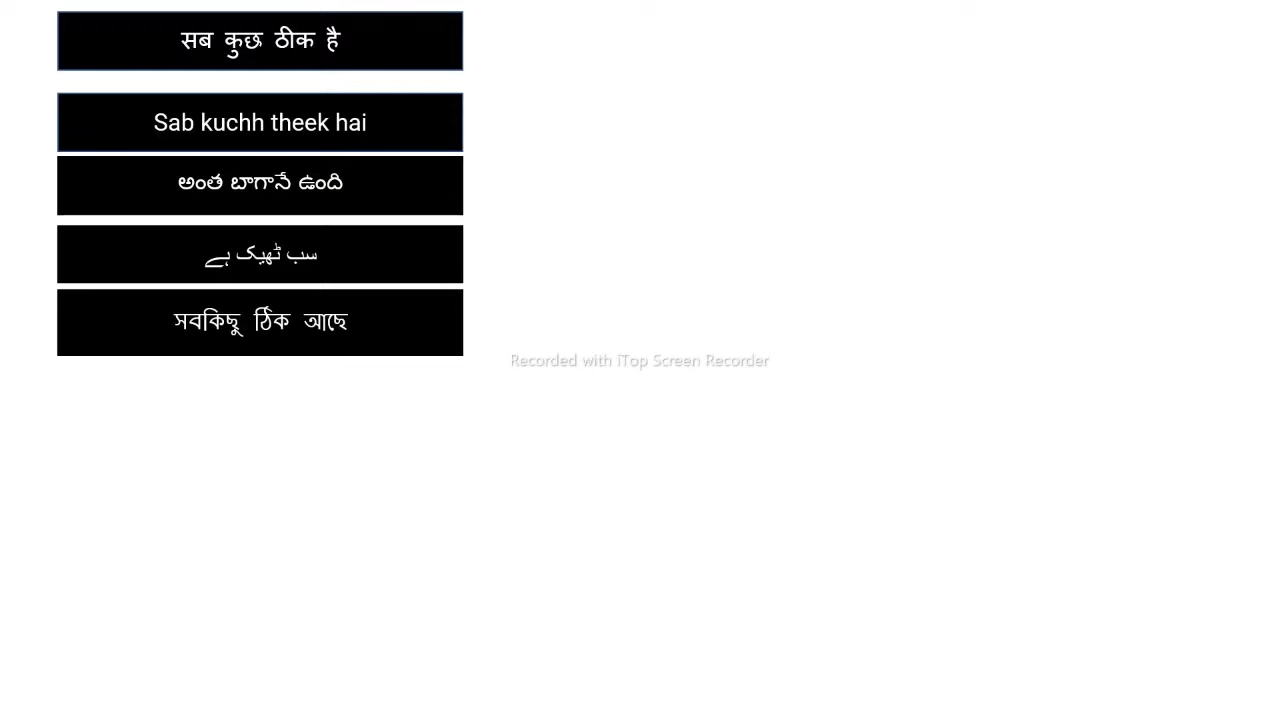 सब कुछ ठीक है
Sab kuchh theek hai
అంత బాగానే ఉంది
سب ٹھیک ہے
সবকিছু ঠিক আছে
Recorded with iTop Screen Recorder